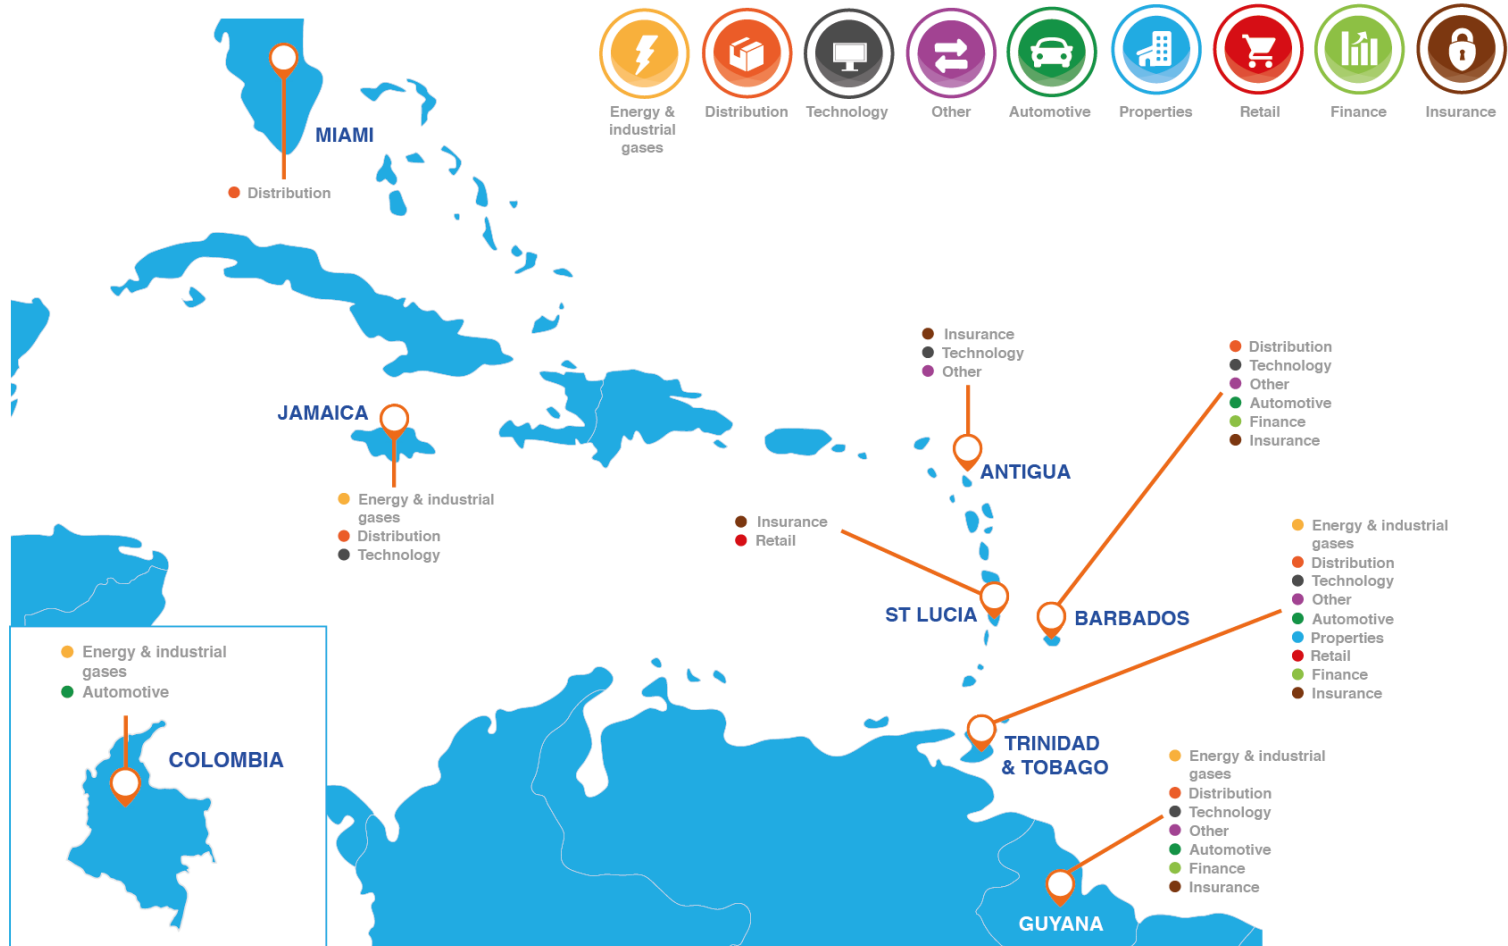 Energy &
industrial
gases
Distribution
Technology
Other
Automotive
Properties
Retail
Finance
Insurance
MIAMI
Distribution
JAMAICA
Energy & industrial
gases
Distribution
Technology
Insurance
Technology
Other
ANTIGUA
Distribution
Technology
Other
Automotive
Finance
Insurance
BARBADOS
Insurance
Retail
ST LUCIA
Energy & industrial
gases
Distribution
Technology
Other
Automotive
Properties
Retail
Finance
Insurance
TRINIDAD
& TOBAGO
Energy & industrial
gases
Automotive
COLOMBIA
Energy & industrial
gases
Distribution
Technology
Other
Automotive
Finance
Insurance
GUYANA